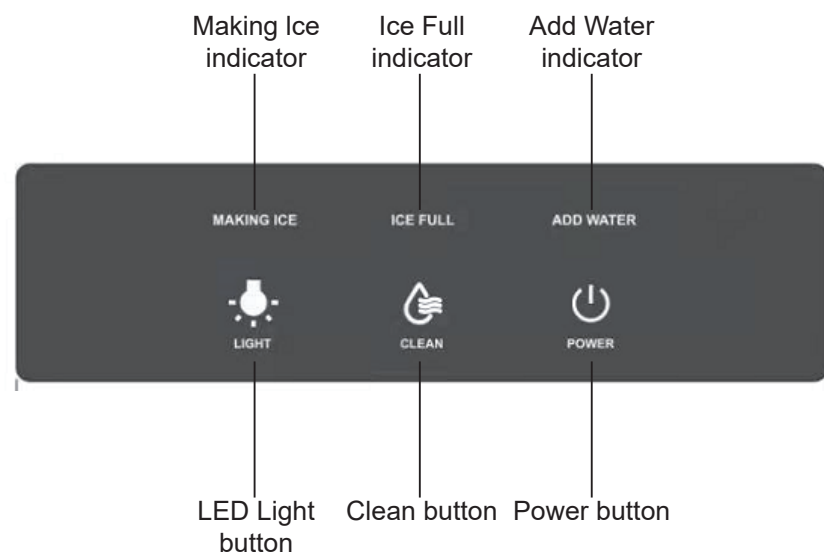 Making Ice
indicator
Ice Full
indicator
Add Water
indicator
MAKING ICE
ICE FULL
ADD WATER
LIGHT
CLEAN
POWER
LED Light
button
Clean button
Power button